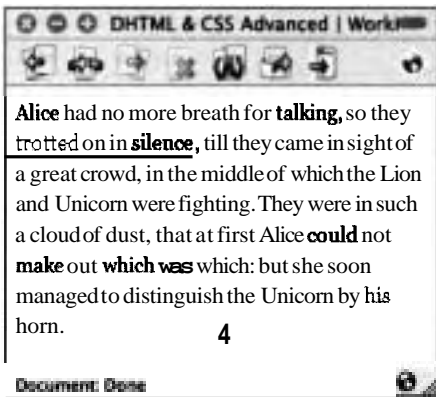 DHTML & CSS Advanced | Work
Alice had no more breath for talking, so they
trotted on in silence, till they came in sight of
a great crowd, in the middle of which the Lion
and Unicorn were fighting. They were in such
a cloud of dust, that at first Alice could not
make out which was which: but she soon
managed to distinguish the Unicorn by his
horn.
4
Document: Done